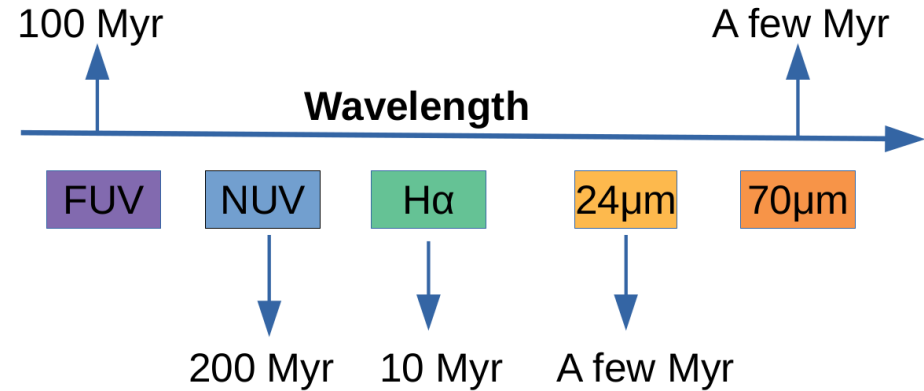 100 Myr
A few Myr
Wavelength
FUV
NUV
Hα
24μm
70μm
200 Myr
10 Myr
A few Myr